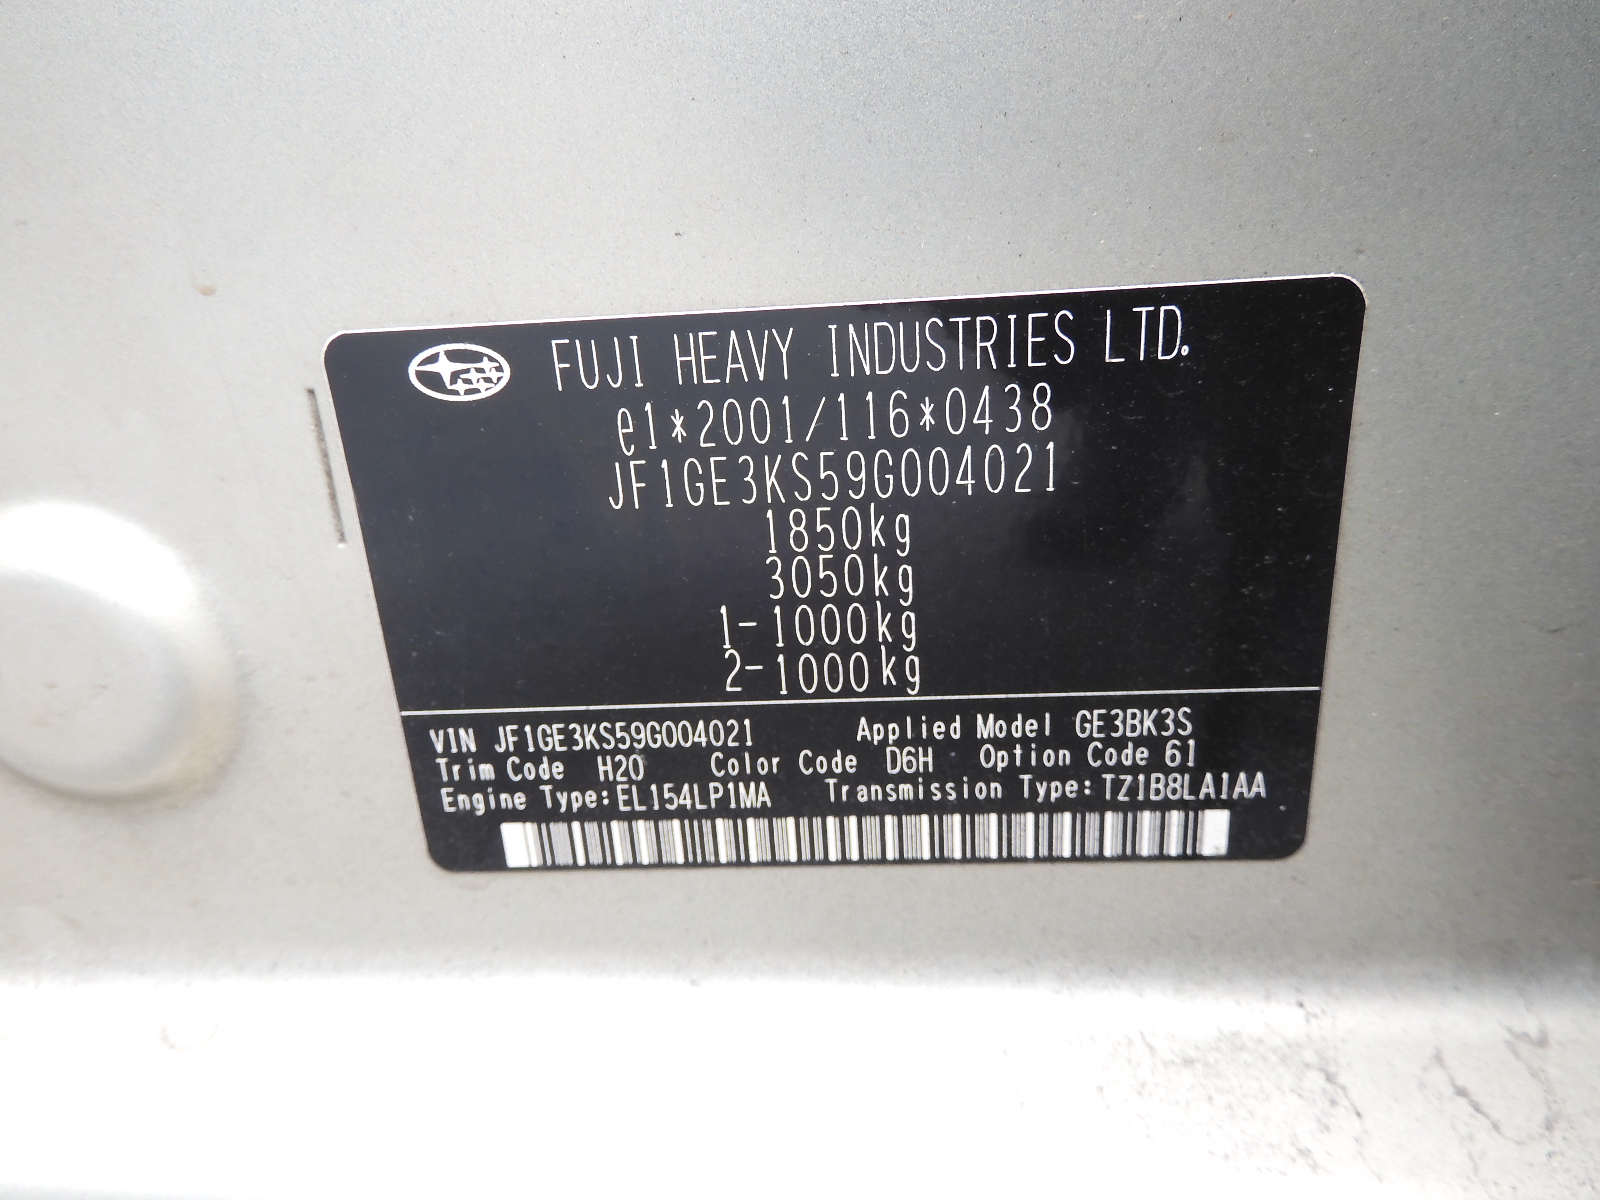 FUJI HEAVY INDUSTRIES LTD.
e1*2001/116*0438
JF1GE3KS59G004021
1850kg
3050kg
1-1000kg
2-1000kg
VIN JF1GE3KS59G004021 Applied Model GE3BK3S
Trim Code H20 Color Code D6H Option Code 61
Engine Type:EL154LP1MA Transmission Type:TZ1B8LA1AA